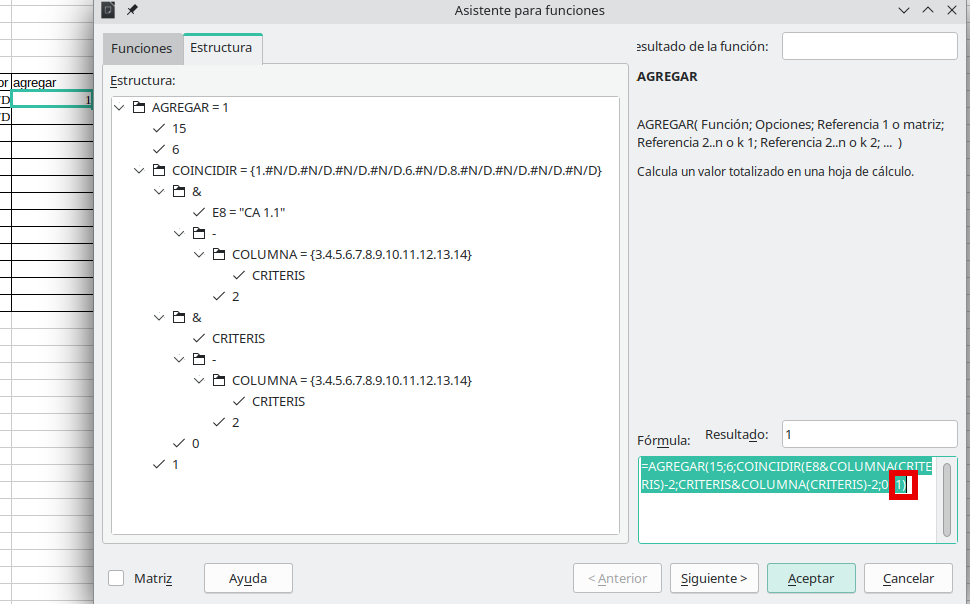 Asistente para funciones
Funciones
Estructura
Estructura:
AGREGAR = 1
15
6
COINCIDIR = {1.#N/D.#N/D.#N/D.#N/D.6.#N/D.8.#N/D.#N/D.#N/D.#N/D}
&
E8 = "CA 1.1"
-
COLUMNA = {3.4.5.6.7.8.9.10.11.12.13.14}
CRITERIS
2
&
CRITERIS
-
COLUMNA = {3.4.5.6.7.8.9.10.11.12.13.14}
CRITERIS
2
0
1
esultado de la función:
AGREGAR
AGREGAR( Función; Opciones; Referencia 1 o matriz;
Referencia 2..n o k 1; Referencia 2..n o k 2; ... )
Calcula un valor totalizado en una hoja de cálculo.
Fórmula:
Resultado:
1
=AGREGAR(15;6;COINCIDIR(E8&COLUMNA(CRITE
RIS)-2;CRITERIS&COLUMNA(CRITERIS)-2;0 1)
Matriz
Ayuda
< Anterior
Siguiente >
Aceptar
Cancelar
or agregar
/D 1
/D